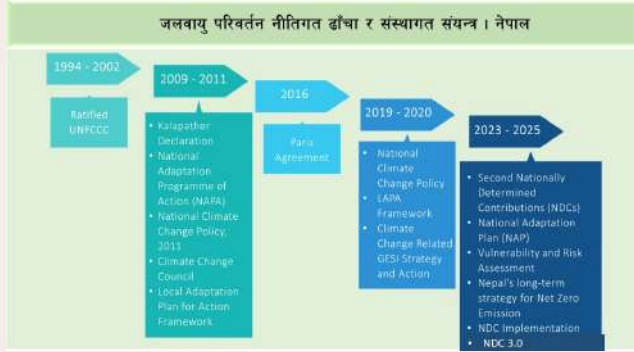 जलवायु परिवर्तन नीतिगत ढाँचा र संस्थागत संयन्त्र । नेपाल
1994 - 2002
Ratified
UNFCCC
2009 - 2011
• Kalapathar
Declaration
• National
Adaptation
Programme of
Action (NAPA)
• National Climate
Change Policy,
2011
• Climate Change
Council
• Local Adaptation
Plan for Action
Framework
2016
Paris
Agreement
2019 - 2020
• National
Climate
Change Policy
• LAPA
Framework
• Climate
Change Related
GESI Strategy
and Action
2023 - 2025
• Second Nationally
Determined
Contributions (NDCs)
• National Adaptation
Plan (NAP)
• Vulnerability and Risk
Assessment
• Nepal's long-term
strategy for Net Zero
Emission
• NDC Implementation
• NDC 3.0